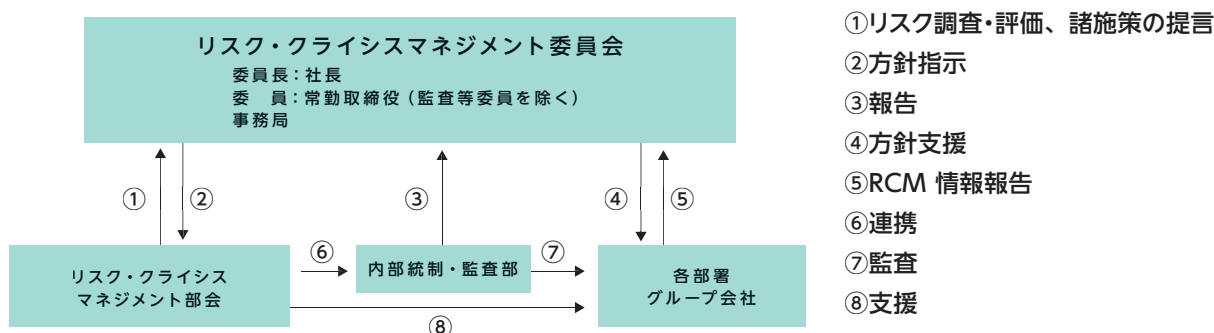 リスク・クライシスマネジメント委員会
委員長：社長
委　員：常勤取締役（監査等委員を除く）
事務局
①
②
③
④
⑤
リスク・クライシス
マネジメント部会
⑥
内部統制・監査部
⑦
各部署
グループ会社
⑧
①リスク調査・評価、諸施策の提言
②方針指示
③報告
④方針支援
⑤RCM 情報報告
⑥連携
⑦監査
⑧支援